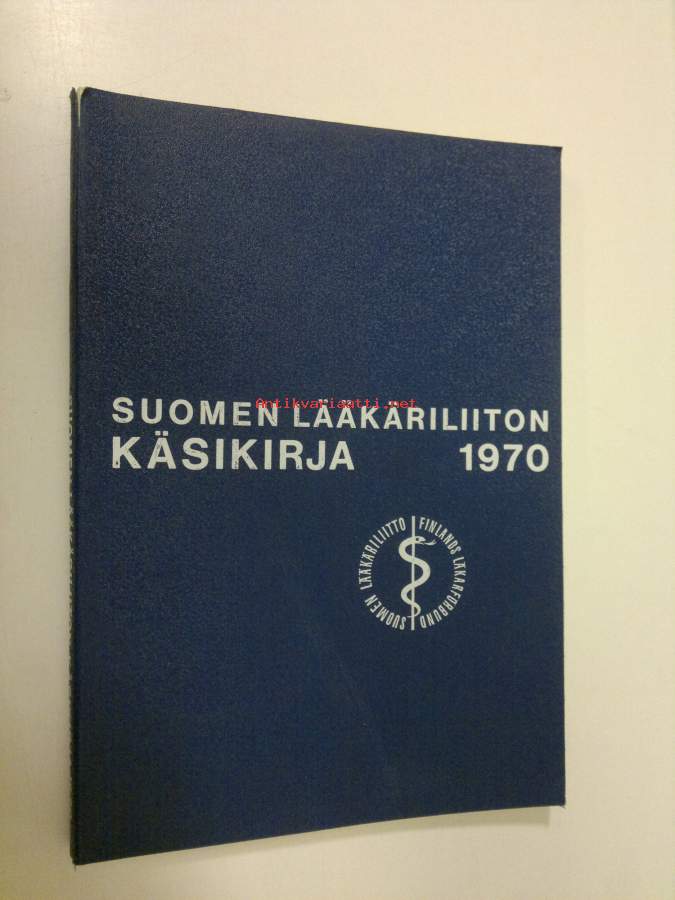 SUOMEN LÄÄKÄRILIITON
Antikvariaatti.net
KÄSIKIRJA 1970
SUOMEN LÄÄKÄRILIITTO
FINLANDS LÄKARFÖRBUND